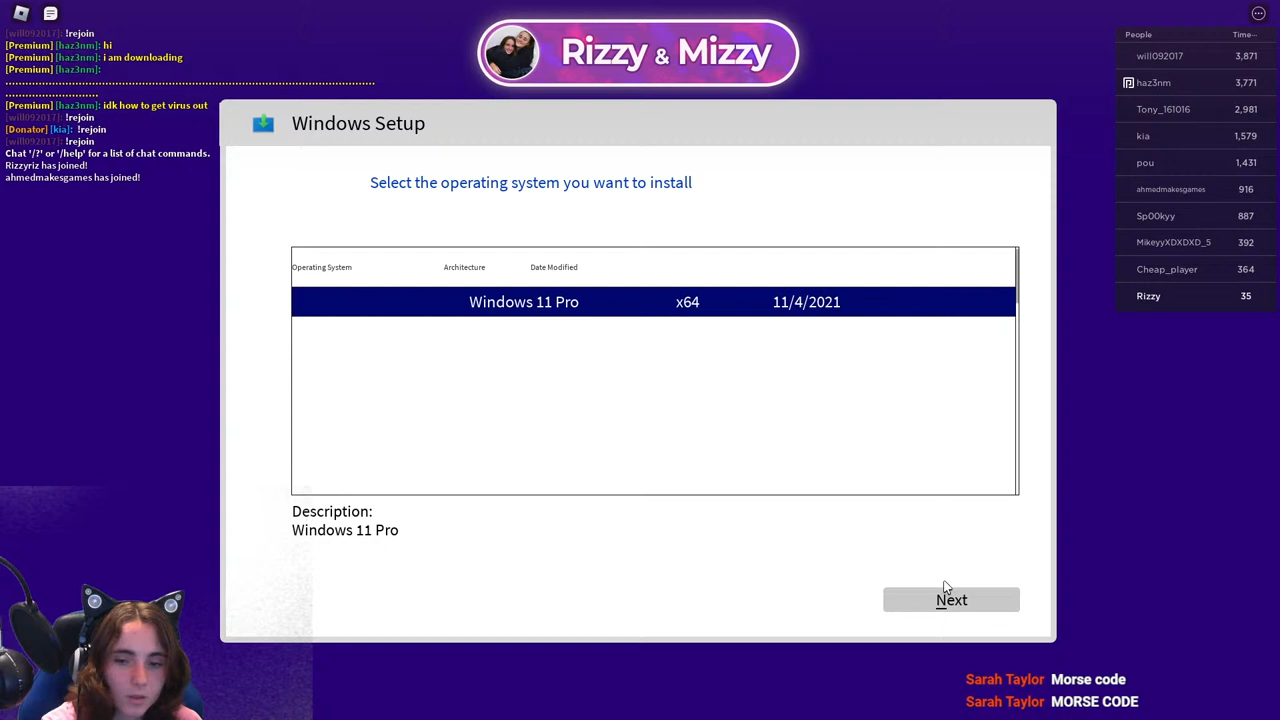 [will092017]: !rejoin
[Premium] [haz3nm]: hi
[Premium] [haz3nm]: i am downloading
[Premium] [haz3nm]:
....................................................................................................................
.............................
[Premium] [haz3nm]: idk how to get virus out
[will092017]: !rejoin
[Donator] [kia]: !rejoin
[will092017]: !rejoin
Chat '/?' or '/help' for a list of chat commands.
Rizzyriz has joined!
ahmedmakesgames has joined!
Rizzy & Mizzy
People Time...
will092017 3,871
haz3nm 3,771
Tony_161016 2,981
kia 1,579
pou 1,431
ahmedmakesgames 916
Sp00kyy 887
MikeyyXDXDXD_5 392
Cheap_player 364
Rizzy 35
Windows Setup
Select the operating system you want to install
Operating System Architecture Date Modified
Windows 11 Pro x64 11/4/2021
Description:
Windows 11 Pro
Next
Sarah Taylor Morse code
Sarah Taylor MORSE CODE